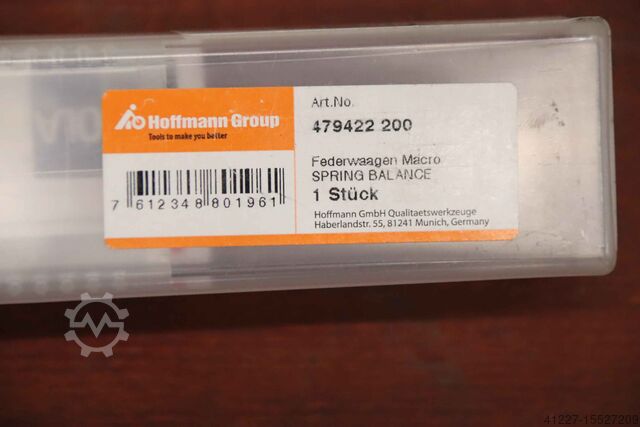 Hoffmann Group
Tools to make you better
Art.No.
479422 200
Federwaagen Macro
SPRING BALANCE
1 Stück
Hoffmann GmbH Qualitaetswerkzeuge
Haberlandstr. 55, 81241 Munich, Germany
7 612348 801961
41227-15527209